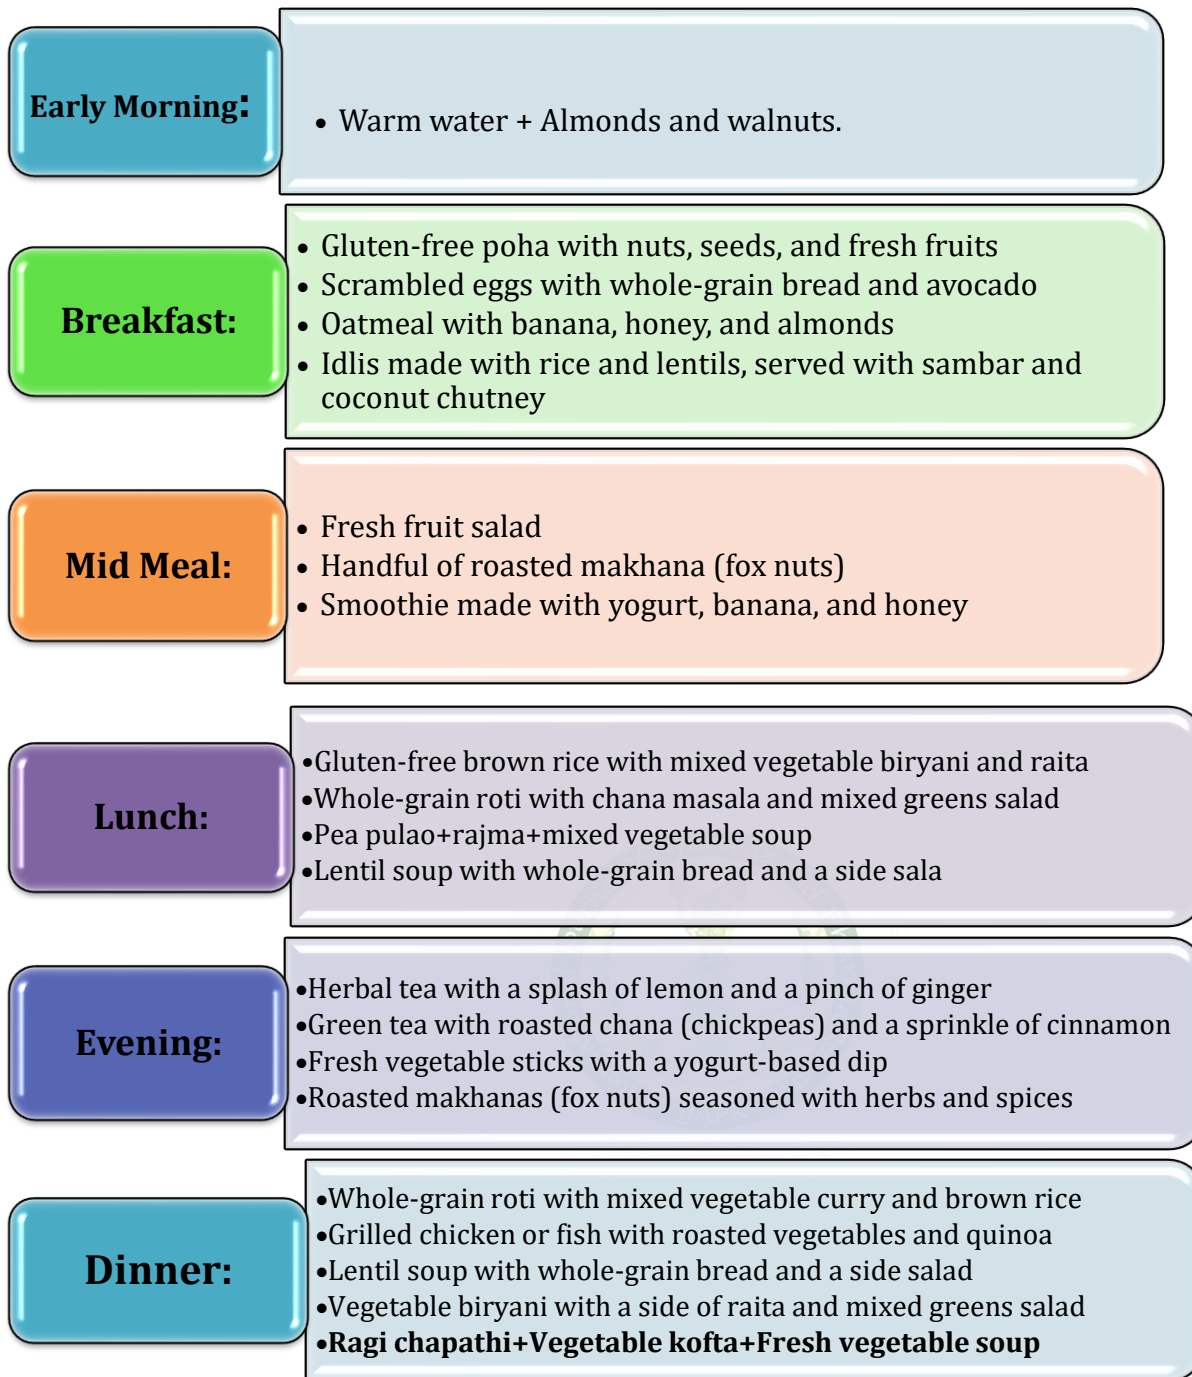 Early Morning:
• Warm water + Almonds and walnuts.
Breakfast:
• Gluten-free poha with nuts, seeds, and fresh fruits
• Scrambled eggs with whole-grain bread and avocado
• Oatmeal with banana, honey, and almonds
• Idlis made with rice and lentils, served with sambar and
coconut chutney
Mid Meal:
• Fresh fruit salad
• Handful of roasted makhana (fox nuts)
• Smoothie made with yogurt, banana, and honey
Lunch:
•Gluten-free brown rice with mixed vegetable biryani and raita
•Whole-grain roti with chana masala and mixed greens salad
•Pea pulao+rajma+mixed vegetable soup
•Lentil soup with whole-grain bread and a side sala
Evening:
•Herbal tea with a splash of lemon and a pinch of ginger
•Green tea with roasted chana (chickpeas) and a sprinkle of cinnamon
•Fresh vegetable sticks with a yogurt-based dip
•Roasted makhanas (fox nuts) seasoned with herbs and spices
Dinner:
•Whole-grain roti with mixed vegetable curry and brown rice
•Grilled chicken or fish with roasted vegetables and quinoa
•Lentil soup with whole-grain bread and a side salad
•Vegetable biryani with a side of raita and mixed greens salad
•Ragi chapathi+Vegetable kofta+Fresh vegetable soup